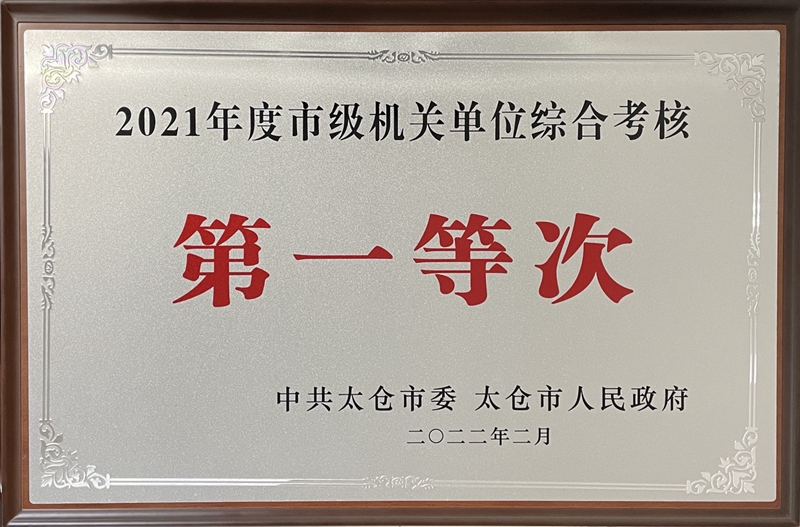 2021年度市级机关单位综合考核
第一等次
中共太仓市委 太仓市人民政府
二〇二二年二月